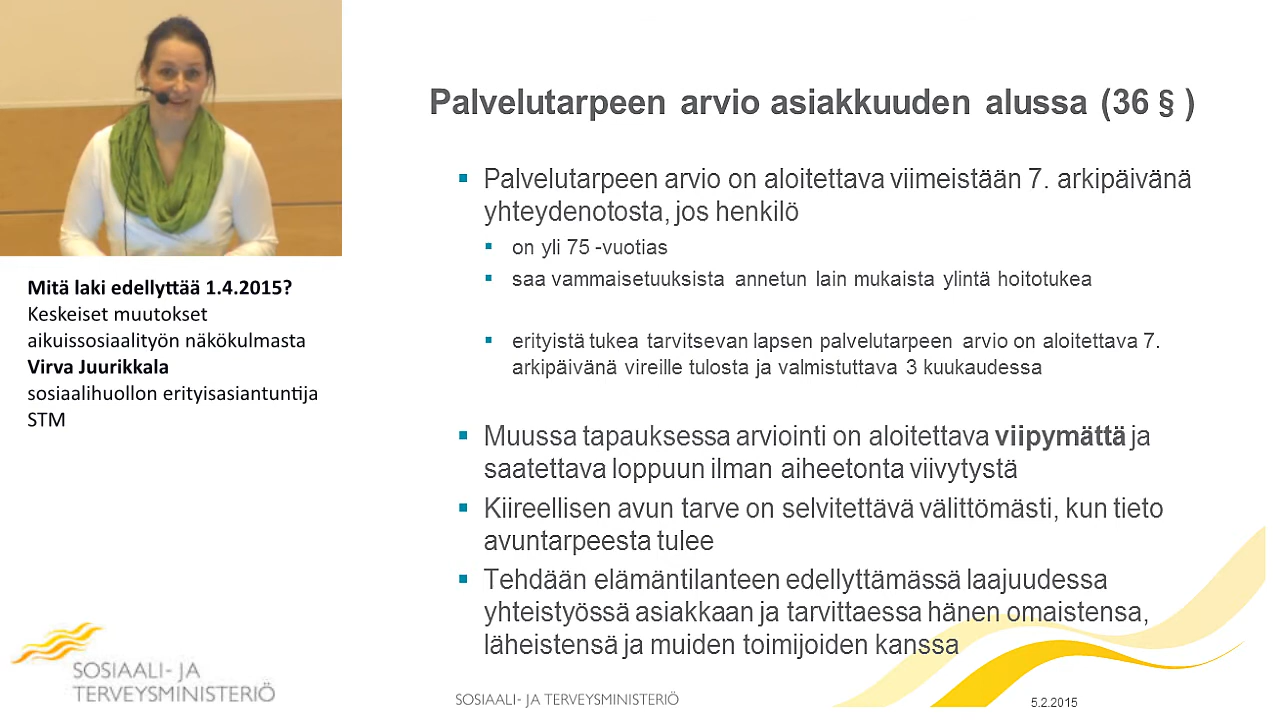 Palvelutarpeen arvio asiakkuuden alussa (36 § )
Palvelutarpeen arvio on aloitettava viimeistään 7. arkipäivänä
yhteydenotosta, jos henkilö
on yli 75 -vuotias
saa vammaisetuuksista annetun lain mukaista ylintä hoitotukea
erityistä tukea tarvitsevan lapsen palvelutarpeen arvio on aloitettava 7.
arkipäivänä vireille tulosta ja valmistuttava 3 kuukaudessa
Muussa tapauksessa arviointi on aloitettava viipymättä ja
saatettava loppuun ilman aiheetonta viivytystä
Kiireellisen avun tarve on selvitettävä välittömästi, kun tieto
avuntarpeesta tulee
Tehdään elämäntilanteen edellyttämässä laajuudessa
yhteistyössä asiakkaan ja tarvittaessa hänen omaistensa,
läheistensä ja muiden toimijoiden kanssa
Mitä laki edellyttää 1.4.2015?
Keskeiset muutokset
aikuissosiaalityön näkökulmasta
Virva Juurikkala
sosiaalihuollon erityisasiantuntija
STM
SOSIAALI- JA
TERVEYSMINISTERIÖ
SOSIAALI- JA TERVEYSMINISTERIÖ
5.2.2015